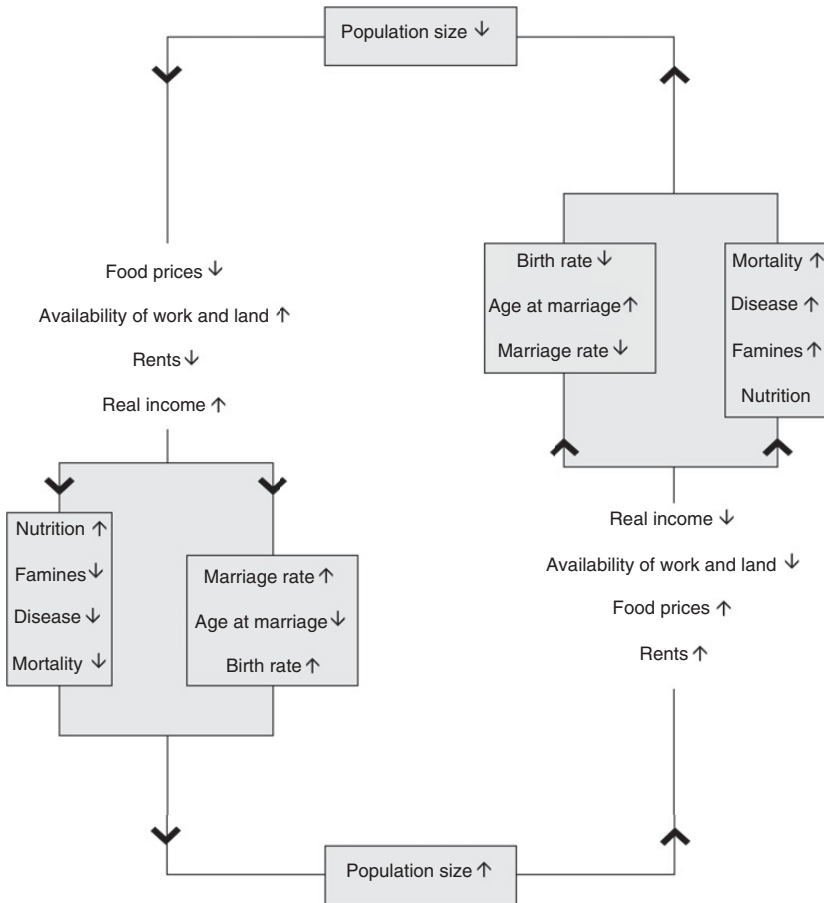 Population size ↓
Food prices ↓
Availability of work and land ↑
Rents ↓
Real income ↑
Nutrition ↑
Famines ↓
Disease ↓
Mortality ↓
Marriage rate ↑
Age at marriage ↓
Birth rate ↑
Population size ↑
Birth rate ↓
Age at marriage ↑
Marriage rate ↓
Mortality ↑
Disease ↑
Famines ↑
Nutrition
Real income ↓
Availability of work and land ↓
Food prices ↑
Rents ↑